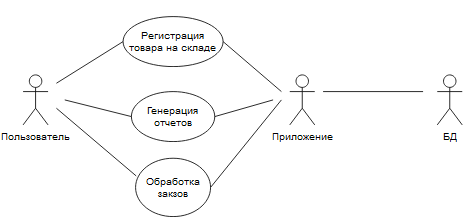 Регистрация
товара на складе
Генерация
отчетов
Пользователь
Приложение
БД
Обработка
закзов